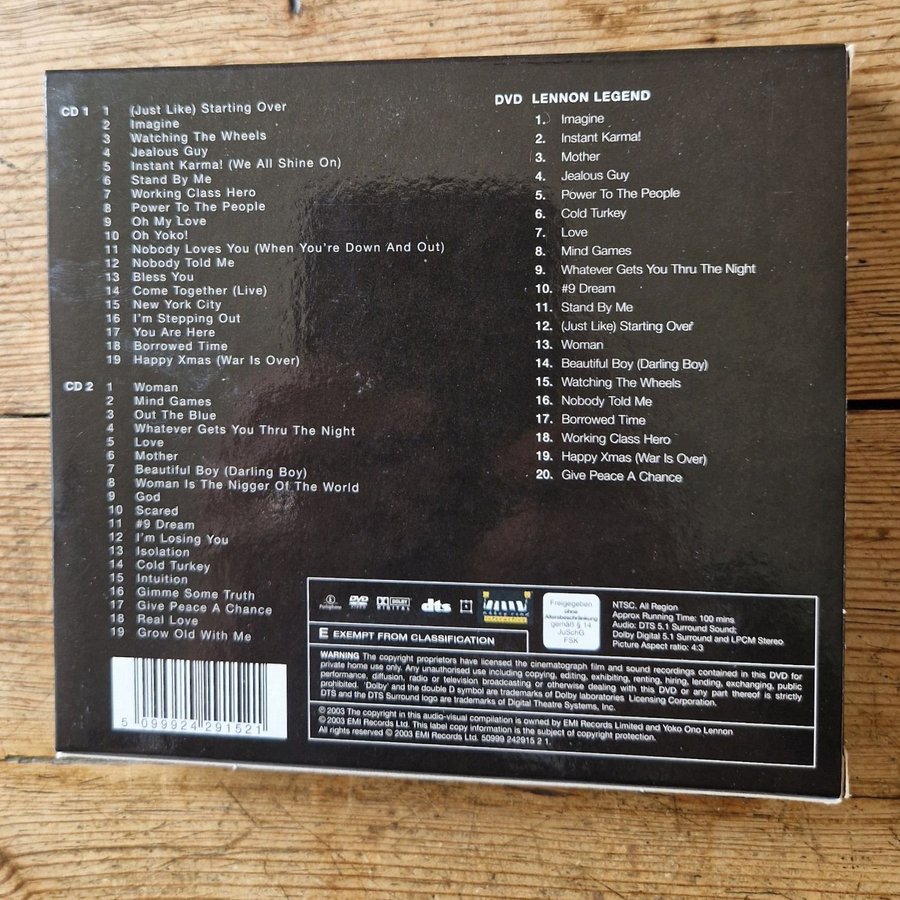 CD 1 1 (Just Like) Starting Over
2 Imagine
3 Watching The Wheels
4 Jealous Guy
5 Instant Karma! (We All Shine On)
6 Stand By Me
7 Working Class Hero
8 Power To The People
9 Oh My Love
10 Oh Yoko!
11 Nobody Loves You (When You're Down And Out)
12 Nobody Told Me
13 Bless You
14 Come Together (Live)
15 New York City
16 I'm Stepping Out
17 You Are Here
18 Borrowed Time
19 Happy Xmas (War Is Over)
CD 2 1 Woman
2 Mind Games
3 Out The Blue
4 Whatever Gets You Thru The Night
5 Love
6 Mother
7 Beautiful Boy (Darling Boy)
8 Woman Is The Nigger Of The World
9 God
10 Scared
11 #9 Dream
12 I'm Losing You
13 Isolation
14 Cold Turkey
15 Intuition
16 Gimme Some Truth
17 Give Peace A Chance
18 Real Love
19 Grow Old With Me
DVD LENNON LEGEND
1. Imagine
2. Instant Karma!
3. Mother
4. Jealous Guy
5. Power To The People
6. Cold Turkey
7. Love
8. Mind Games
9. Whatever Gets You Thru The Night
10. #9 Dream
11. Stand By Me
12. (Just Like) Starting Over
13. Woman
14. Beautiful Boy (Darling Boy)
15. Watching The Wheels
16. Nobody Told Me
17. Borrowed Time
18. Working Class Hero
19. Happy Xmas (War Is Over)
20. Give Peace A Chance
5 099924 291521
Parlophone
DVD
DOLBY
DIGITAL
dts
Freigegeben
ohne
Altersbeschränkung
gemäß § 14
JuSchG
FSK
NTSC. All Region
Approx Running Time: 100 mins
Audio: DTS 5.1 Surround Sound;
Dolby Digital 5.1 Surround and LPCM Stereo
Picture Aspect ratio: 4:3
E EXEMPT FROM CLASSIFICATION
WARNING The copyright proprietors have licensed the cinematograph film and sound recordings contained in this DVD for
private home use only. Any unauthorised use including copying, editing, exhibiting, renting, hiring, lending, exchanging, public
performance, diffusion, radio or television broadcasting or otherwise dealing with this DVD or any part thereof is strictly
prohibited. 'Dolby' and the double D symbol are trademarks of Dolby laboratories Licensing Corporation.
DTS and the DTS Surround logo are trademarks of Digital Theatre Systems, Inc.
℗ 2003 The copyright in this audio-visual compilation is owned by EMI Records Limited and Yoko Ono Lennon
© 2003 EMI Records Ltd. This label copy information is the subject of copyright protection.
All rights reserved © 2003 EMI Records Ltd. 50999 242915 2 1.